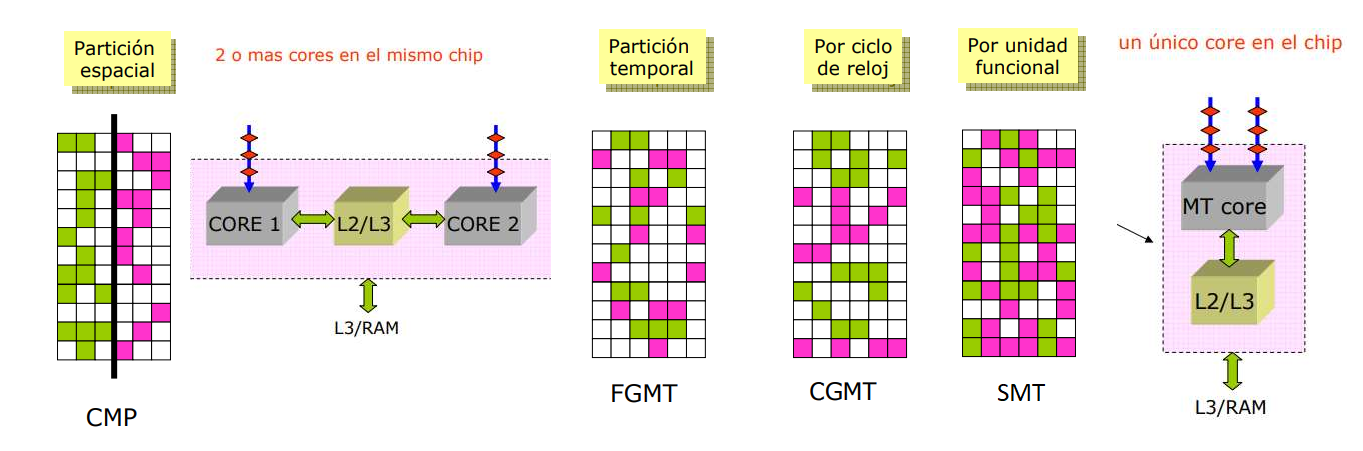 Partición
espacial
2 o mas cores en el mismo chip
CORE 1
L2/L3
CORE 2
L3/RAM
CMP
Partición
temporal
FGMT
Por ciclo
de reloj
CGMT
Por unidad
funcional
SMT
un único core en el chip
MT core
L2/L3
L3/RAM